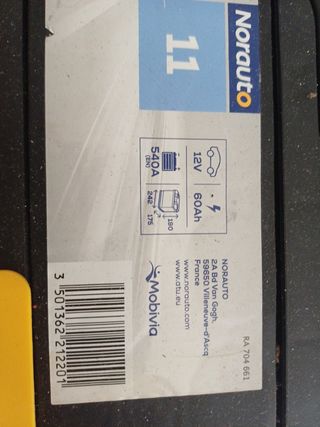 Norauto
11
12V
60Ah
540A
(EN)
190
242
175
NORAUTO
2A Bd Van Gogh.
59650 Villeneuve-d'Ascq
France
www.norauto.com
www.atu.eu
Mobivia
RA 704 661
3 501362 212201